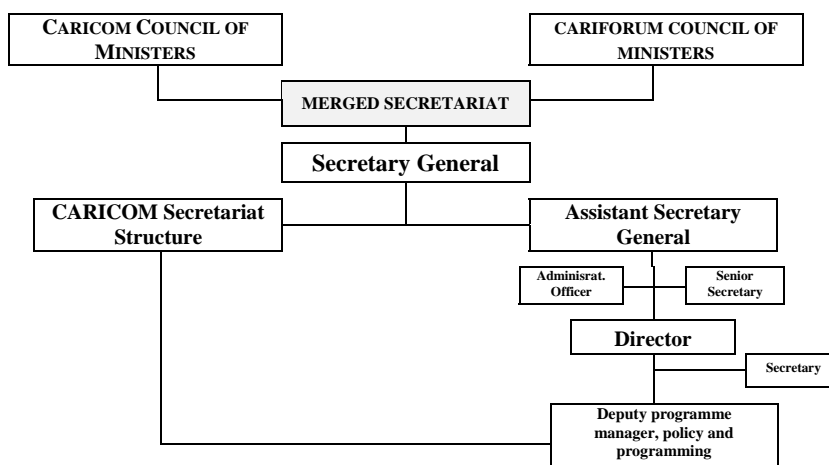 CARICOM COUNCIL OF
MINISTERS
CARIFORUM COUNCIL OF
MINISTERS
MERGED SECRETARIAT
Secretary General
CARICOM Secretariat
Structure
Assistant Secretary
General
Adminisrat.
Officer
Senior
Secretary
Director
Secretary
Deputy programme
manager, policy and
programming